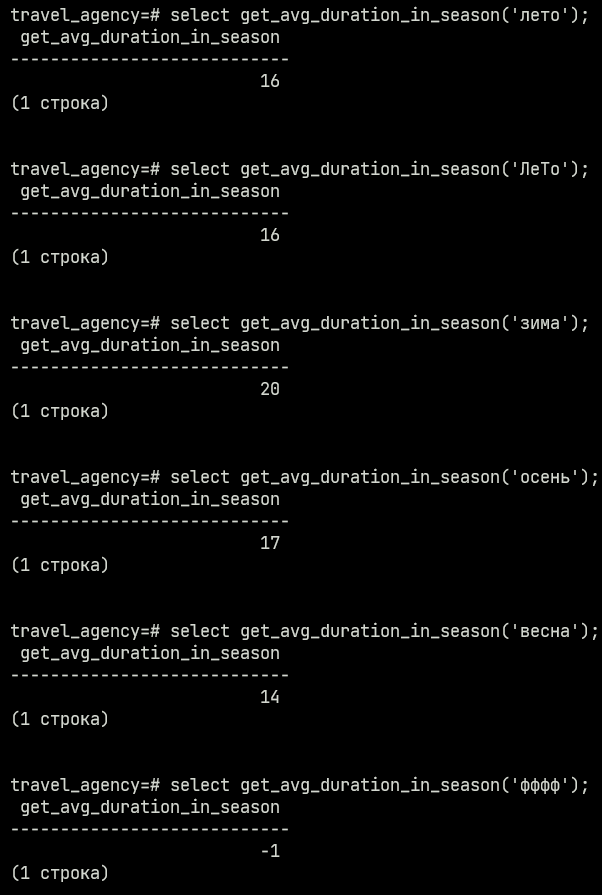 travel_agency=# select get_avg_duration_in_season('лето');
 get_avg_duration_in_season
----------------------------
                         16
(1 строка)
travel_agency=# select get_avg_duration_in_season('ЛеТо');
 get_avg_duration_in_season
----------------------------
                         16
(1 строка)
travel_agency=# select get_avg_duration_in_season('зима');
 get_avg_duration_in_season
----------------------------
                         20
(1 строка)
travel_agency=# select get_avg_duration_in_season('осень');
 get_avg_duration_in_season
----------------------------
                         17
(1 строка)
travel_agency=# select get_avg_duration_in_season('весна');
 get_avg_duration_in_season
----------------------------
                         14
(1 строка)
travel_agency=# select get_avg_duration_in_season('фффф');
 get_avg_duration_in_season
----------------------------
                         -1
(1 строка)